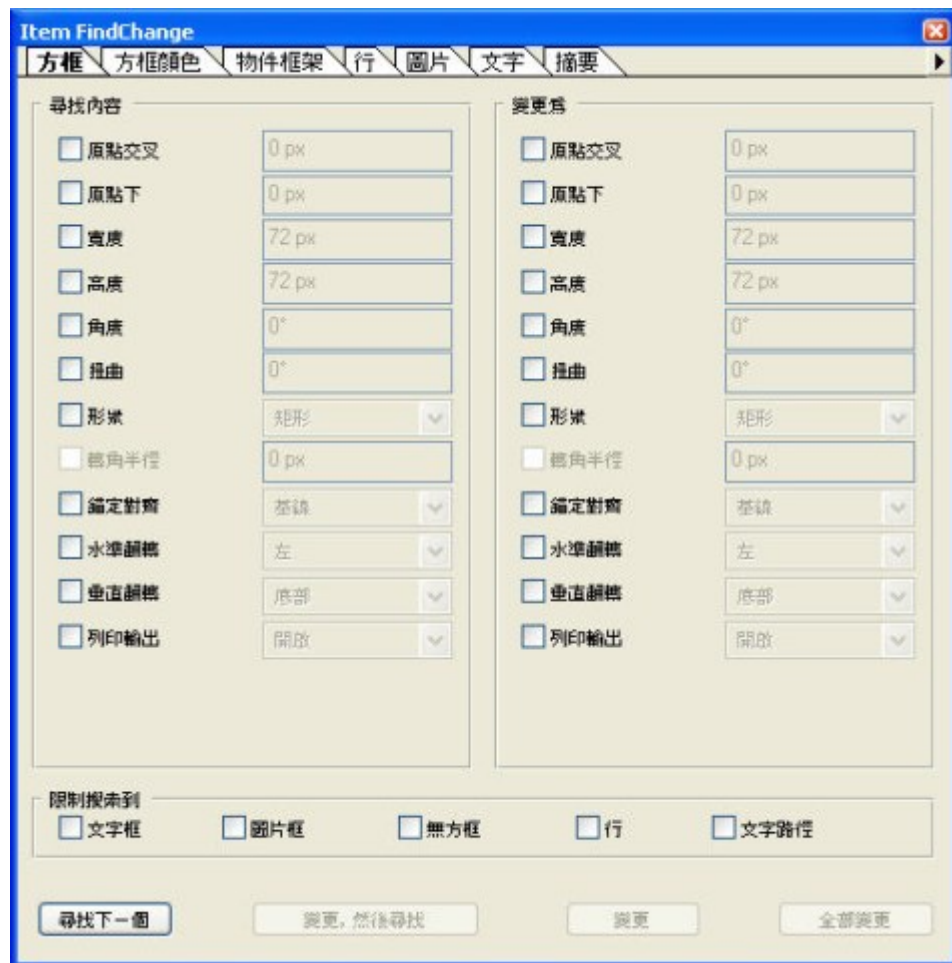 Item FindChange
方框 方框顏色 物件框架 行 圖片 文字 摘要
尋找內容
原點交叉 0 px
原點下 0 px
寬度 72 px
高度 72 px
角度 0°
扭曲 0°
形狀 矩形
轉角半徑 0 px
錨定對齊 基線
水準翻轉 左
垂直翻轉 底部
列印輸出 開啟
變更為
原點交叉 0 px
原點下 0 px
寬度 72 px
高度 72 px
角度 0°
扭曲 0°
形狀 矩形
轉角半徑 0 px
錨定對齊 基線
水準翻轉 左
垂直翻轉 底部
列印輸出 開啟
限制搜索到
文字框 圖片框 無方框 行 文字路徑
尋找下一個 變更, 然後尋找 變更 全部變更